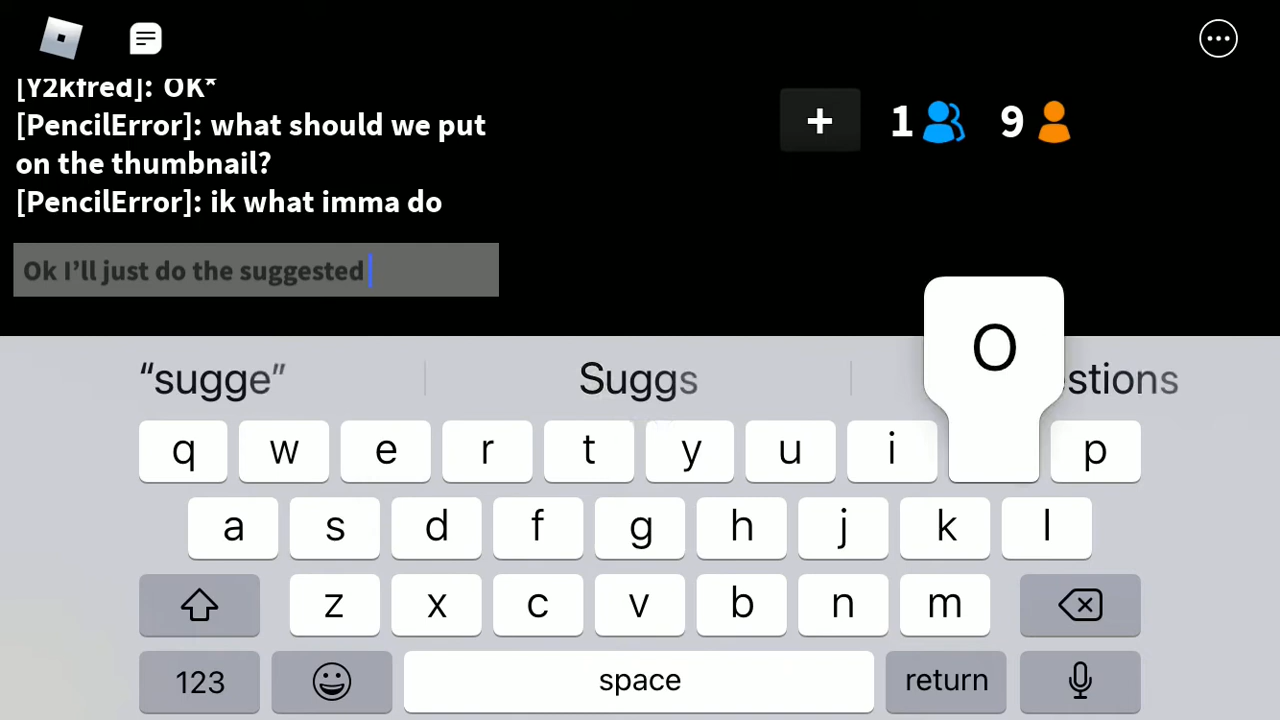 [Y2kfred]: OK*
[PencilError]: what should we put
on the thumbnail?
[PencilError]: ik what imma do
+ 1 9
Ok I’ll just do the suggested
“sugge” Suggs stions
O
q w e r t y u i p
a s d f g h j k l
z x c v b n m
123 space return